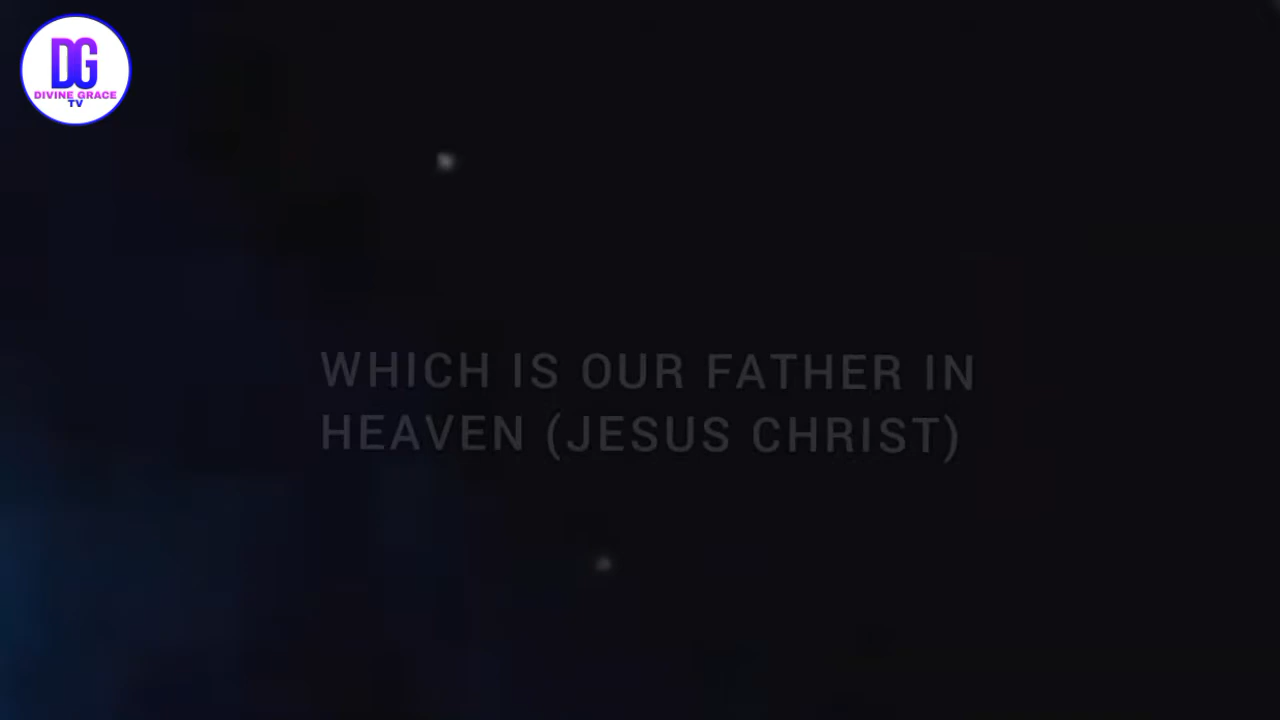 DG
DIVINE GRACE
TV
WHICH IS OUR FATHER IN
HEAVEN (JESUS CHRIST)